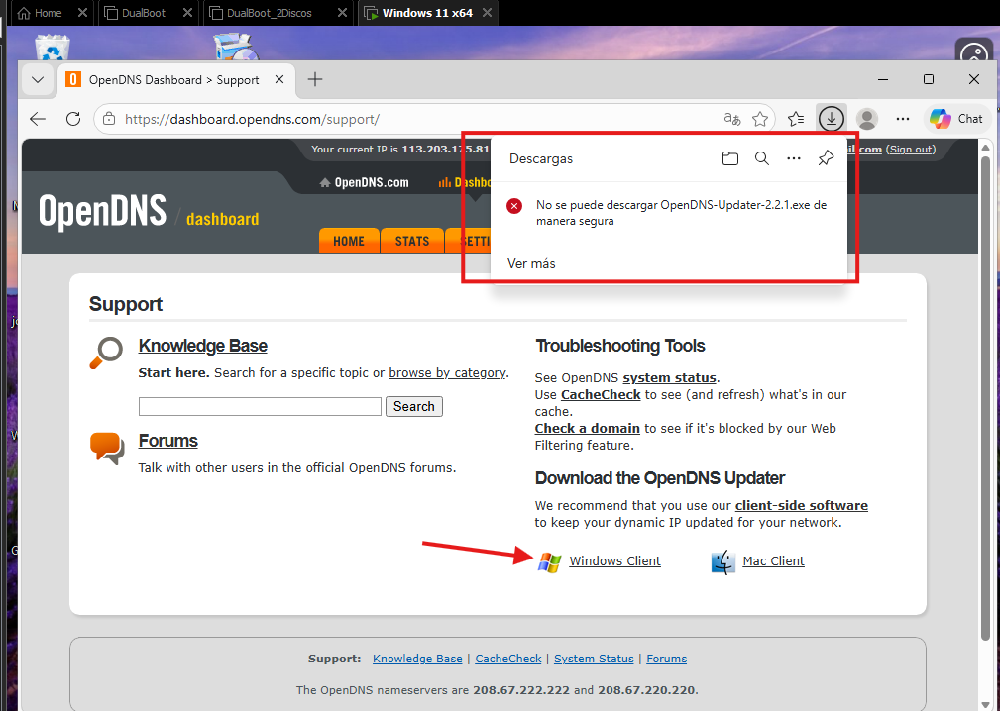 Home
DualBoot
DualBoot_2Discos
Windows 11 x64
OpenDNS Dashboard > Support
https://dashboard.opendns.com/support/
Chat
Your current IP is 113.203.175.81
il.com (Sign out)
OpenDNS.com
Dashbo
OpenDNS / dashboard
HOME
STATS
SETTI
Descargas
No se puede descargar OpenDNS-Updater-2.2.1.exe de
manera segura
Ver más
Support
Knowledge Base
Start here. Search for a specific topic or browse by category.
Search
Forums
Talk with other users in the official OpenDNS forums.
Troubleshooting Tools
See OpenDNS system status.
Use CacheCheck to see (and refresh) what's in our
cache.
Check a domain to see if it's blocked by our Web
Filtering feature.
Download the OpenDNS Updater
We recommend that you use our client-side software
to keep your dynamic IP updated for your network.
Windows Client
Mac Client
Support: Knowledge Base | CacheCheck | System Status | Forums
The OpenDNS nameservers are 208.67.222.222 and 208.67.220.220.